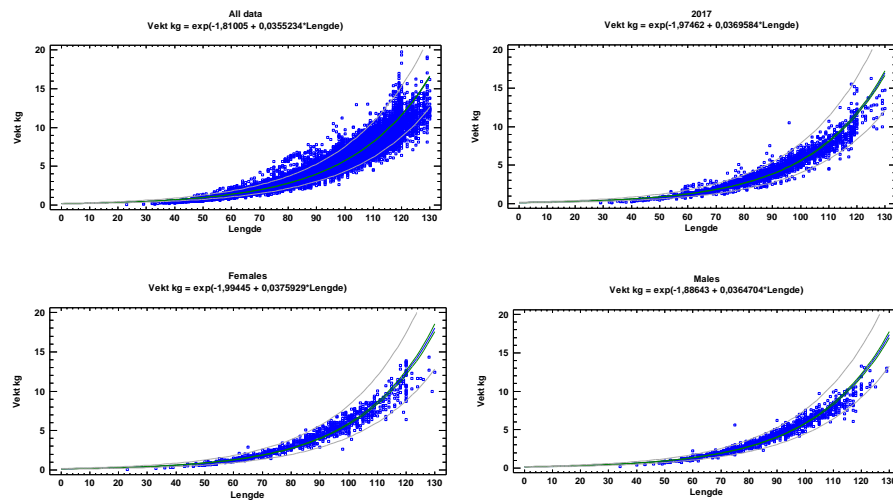 All data
Vekt kg = exp(-1,81005 + 0,0355234*Lengde)
20
15
10
5
0
Vekt kg
0 10 20 30 40 50 60 70 80 90 100 110 120 130
Lengde
2017
Vekt kg = exp(-1,97462 + 0,0369584*Lengde)
20
15
10
5
0
Vekt kg
0 10 20 30 40 50 60 70 80 90 100 110 120 130
Lengde
Females
Vekt kg = exp(-1,99445 + 0,0375929*Lengde)
20
15
10
5
0
Vekt kg
0 10 20 30 40 50 60 70 80 90 100 110 120 130
Lengde
Males
Vekt kg = exp(-1,88643 + 0,0364704*Lengde)
20
15
10
5
0
Vekt kg
0 10 20 30 40 50 60 70 80 90 100 110 120 130
Lengde